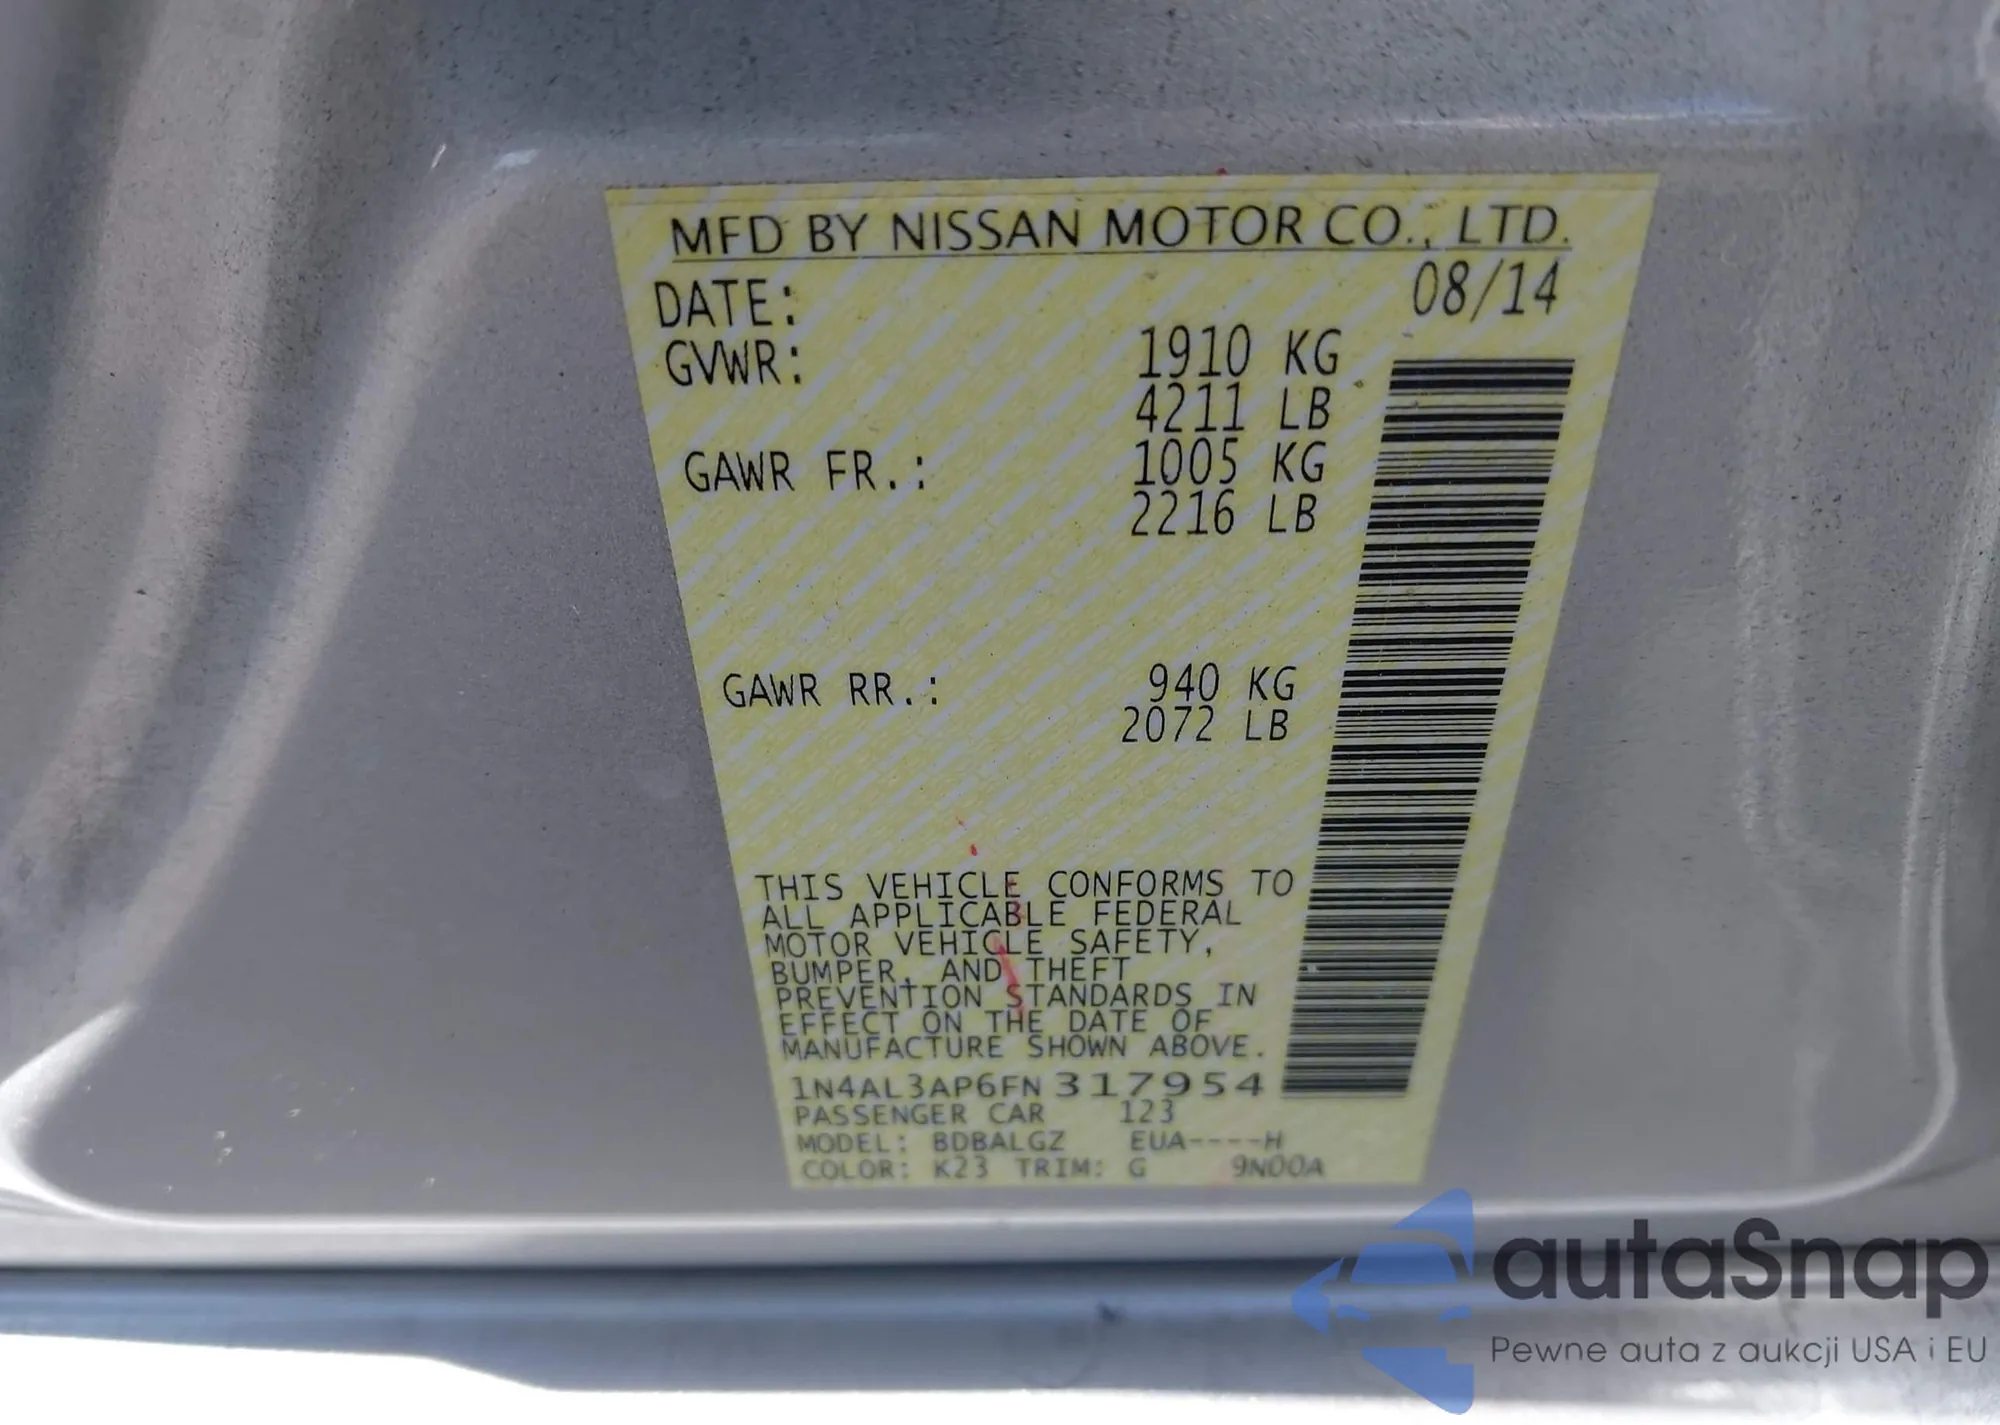 MFD BY NISSAN MOTOR CO., LTD.
DATE: 08/14
GVWR: 1910 KG
4211 LB
GAWR FR.: 1005 KG
2216 LB
GAWR RR.: 940 KG
2072 LB
THIS VEHICLE CONFORMS TO
ALL APPLICABLE FEDERAL
MOTOR VEHICLE SAFETY,
BUMPER, AND THEFT
PREVENTION STANDARDS IN
EFFECT ON THE DATE OF
MANUFACTURE SHOWN ABOVE.
1N4AL3AP6FN317954
PASSENGER CAR 123
MODEL: BDBALGZ EUA----H
COLOR: K23 TRIM: G 9N00A
autaSnap
Pewne auta z aukcji USA i EU